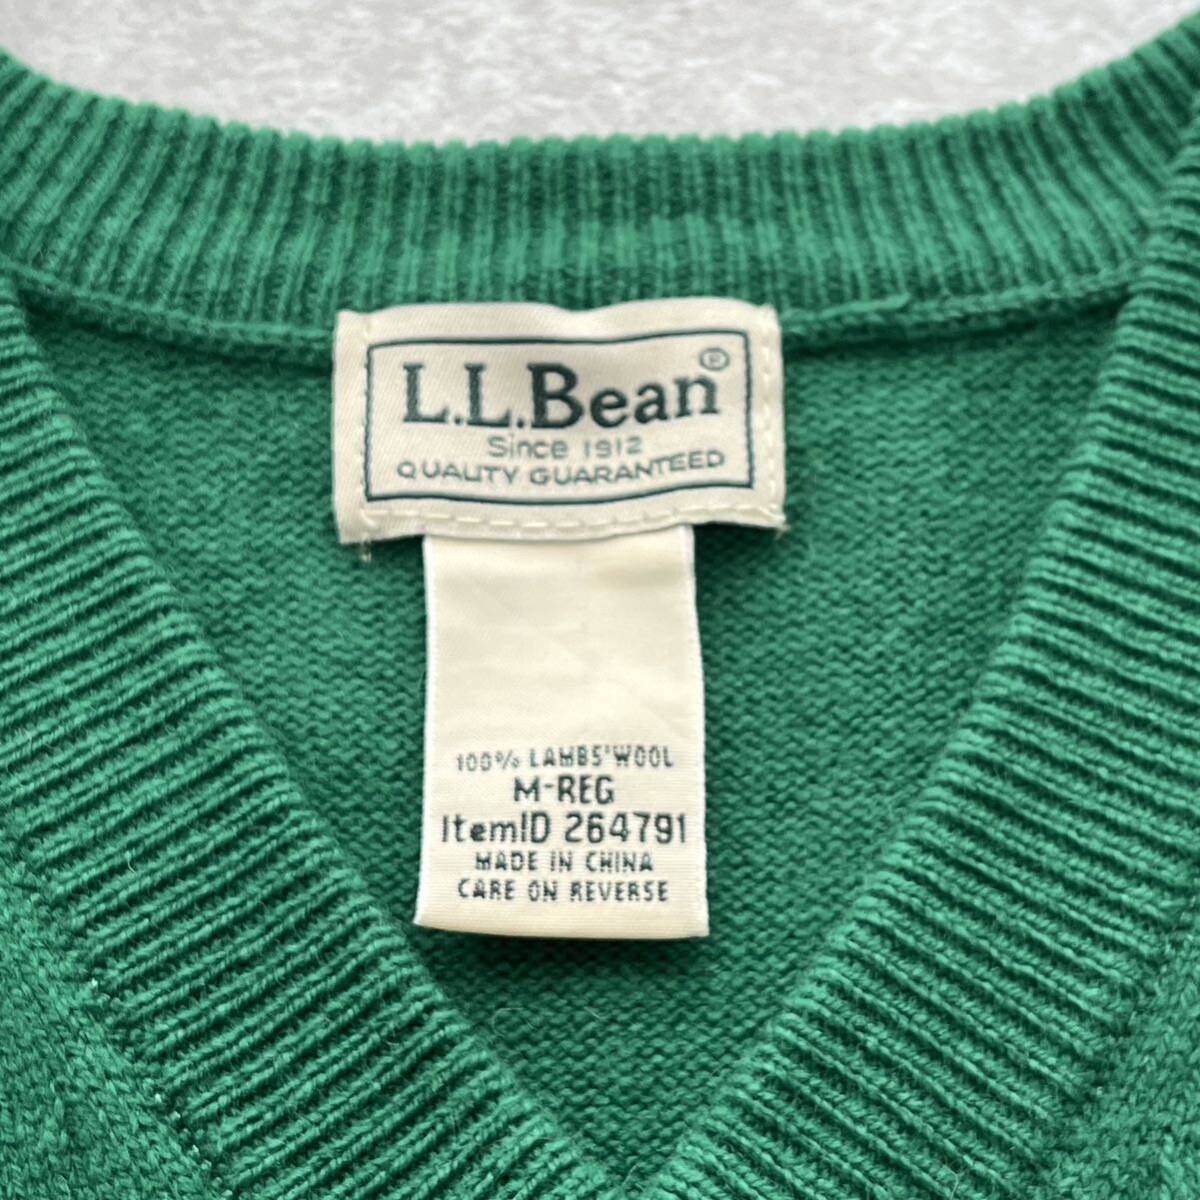 L.L.Bean®
Since 1912
QUALITY GUARANTEED
100% LAMBS'WOOL
M-REG
ItemID 264791
MADE IN CHINA
CARE ON REVERSE